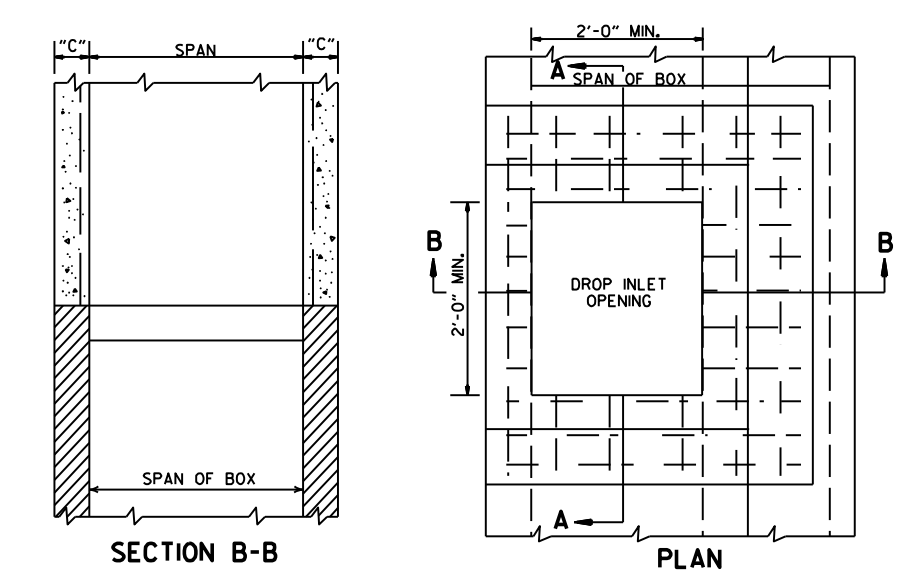 "C"
SPAN
"C"
SPAN OF BOX
SECTION B-B
2'-0" MIN.
A
SPAN OF BOX
B
2'-0" MIN.
DROP INLET
OPENING
B
A
PLAN